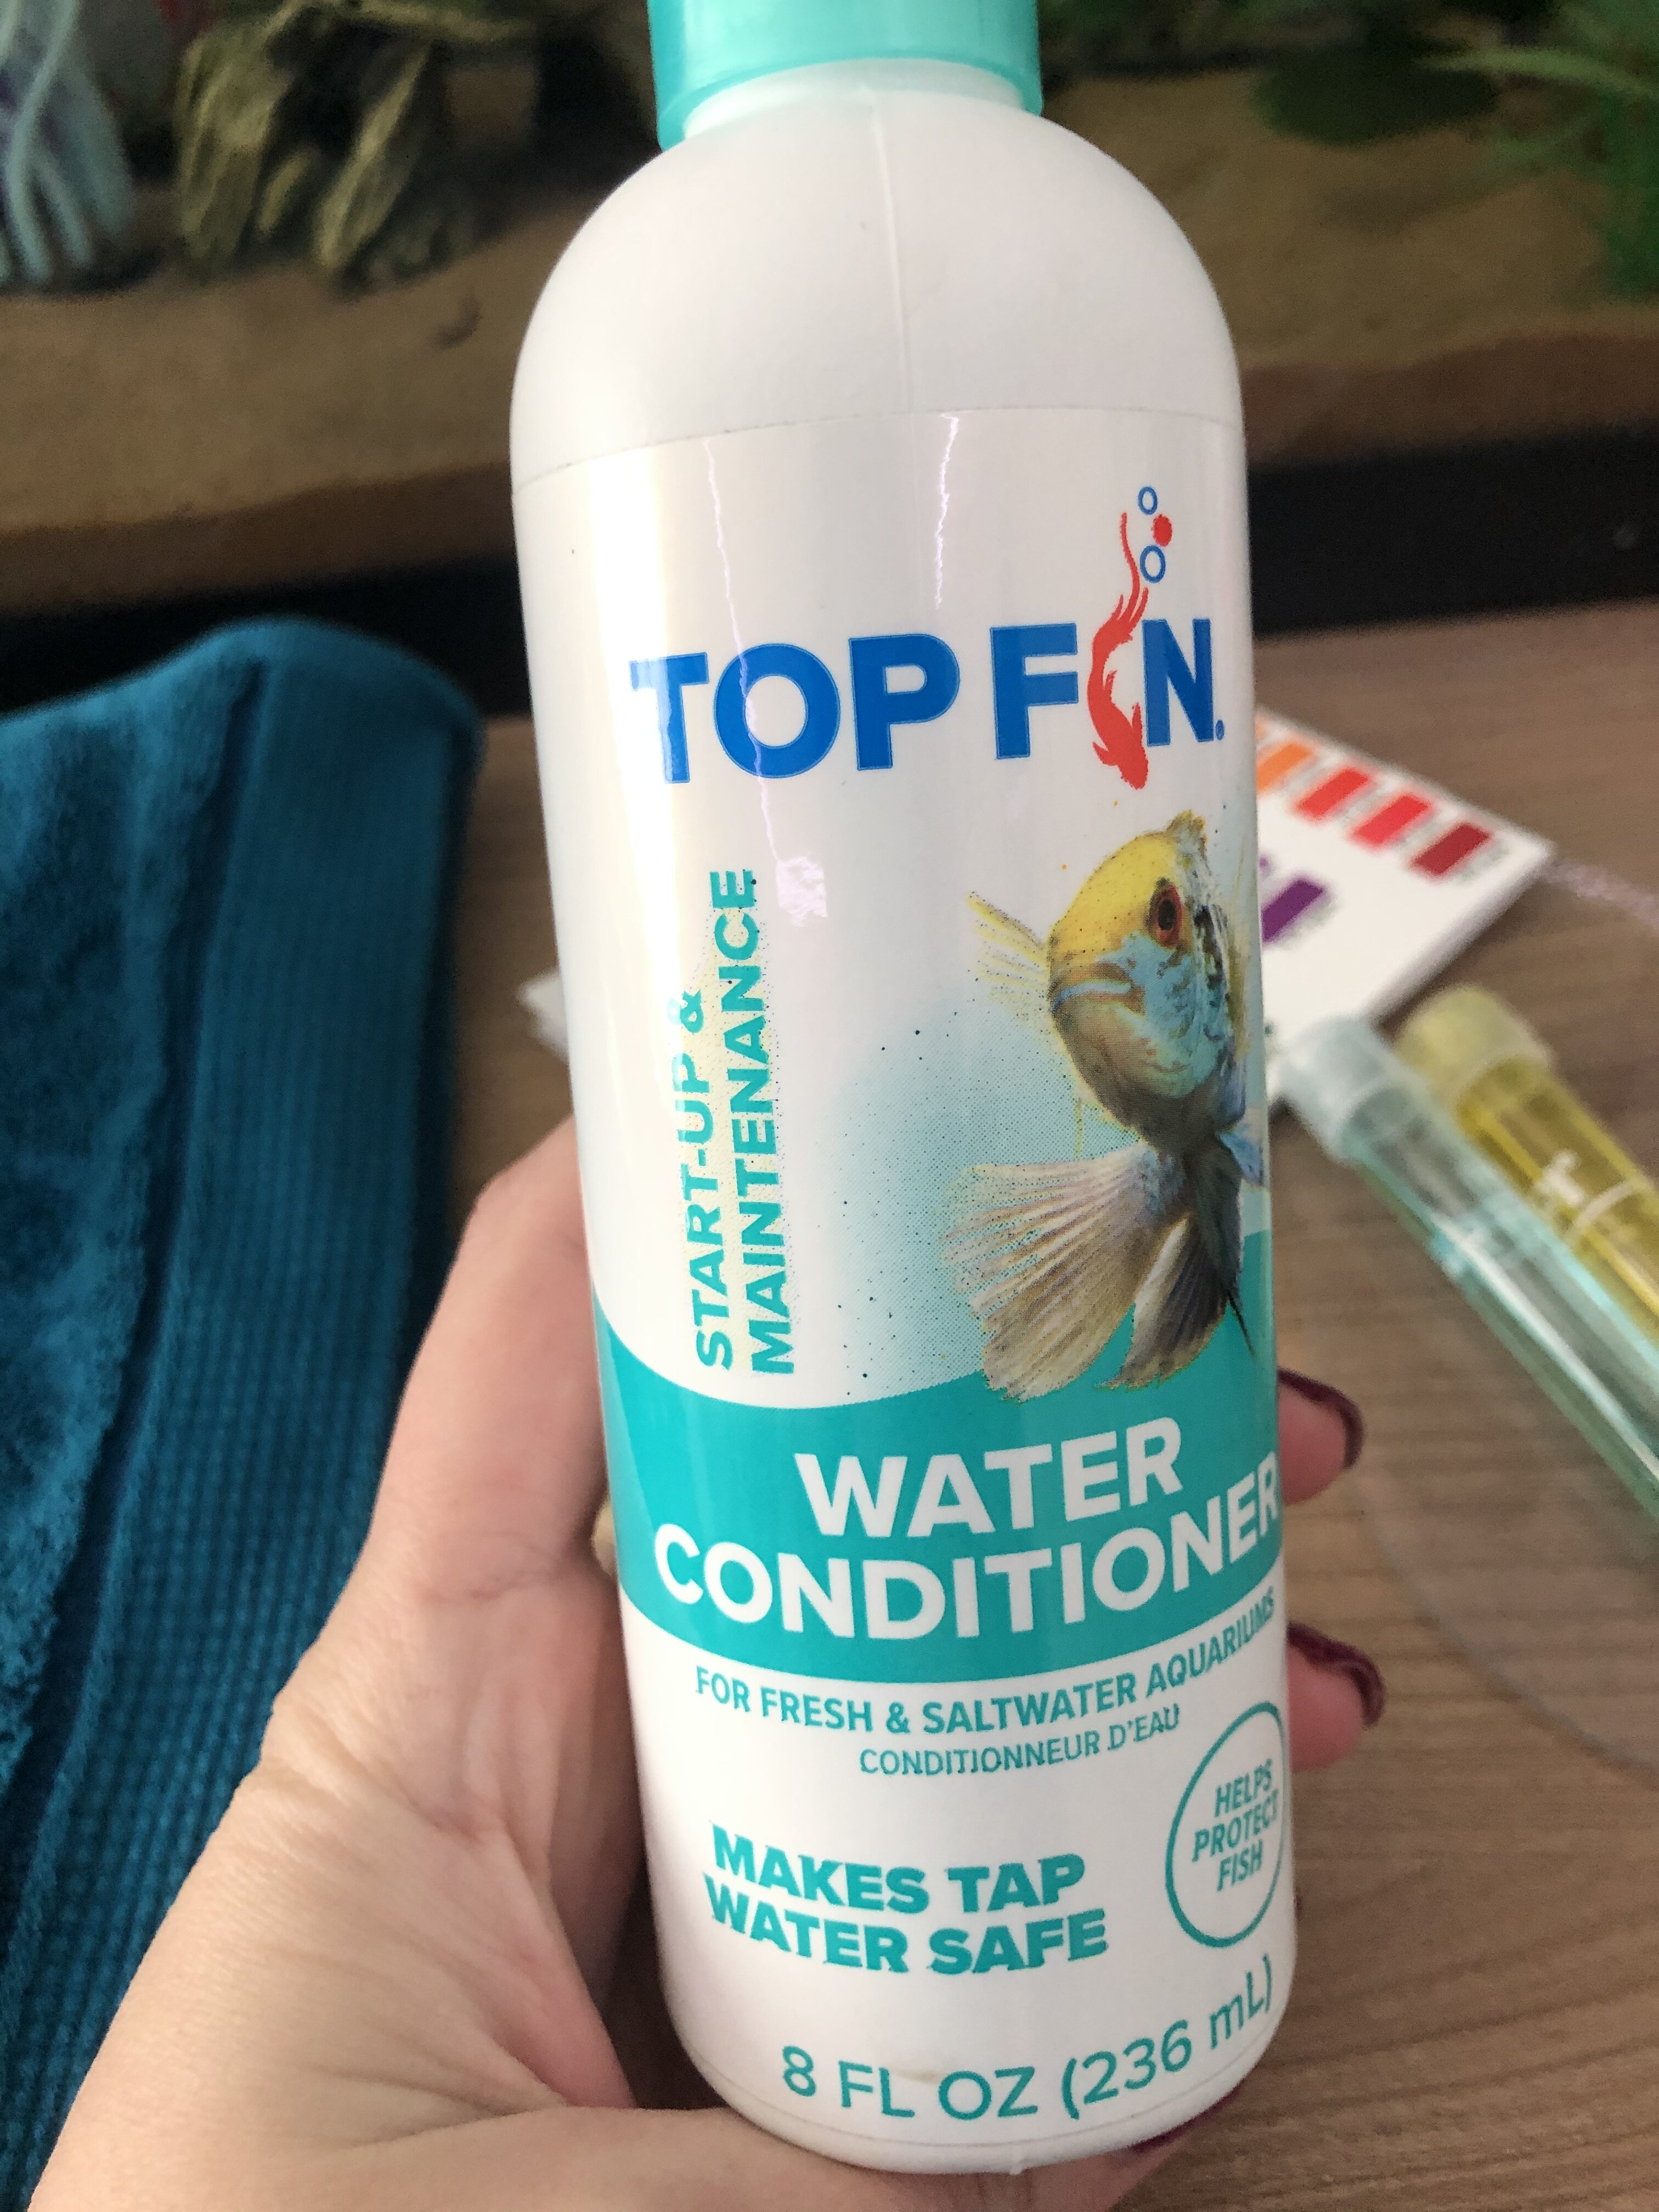 TOP FIN
START-UP &
MAINTENANCE
WATER
CONDITIONER
FOR FRESH & SALTWATER AQUARIUMS
CONDITIONNEUR D'EAU
HELPS
PROTECT
FISH
MAKES TAP
WATER SAFE
8 FL OZ (236 mL)